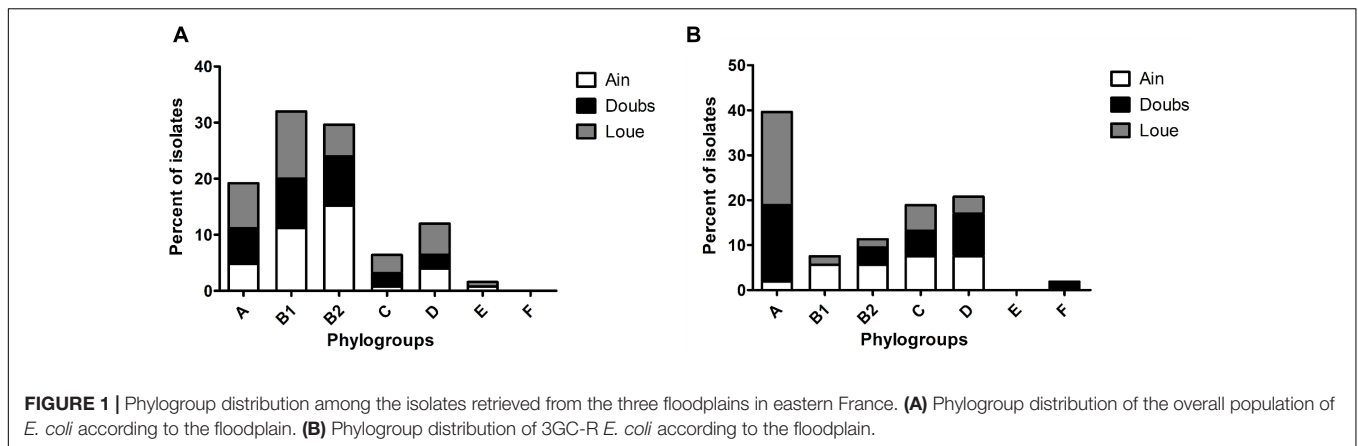 A
Percent of isolates
40
30
20
10
0
A B1 B2 C D E F
Phylogroups
Ain
Doubs
Loue
B
Percent of isolates
50
40
30
20
10
0
A B1 B2 C D E F
Phylogroups
Ain
Doubs
Loue
FIGURE 1 | Phylogroup distribution among the isolates retrieved from the three floodplains in eastern France. (A) Phylogroup distribution of the overall population of
E. coli according to the floodplain. (B) Phylogroup distribution of 3GC-R E. coli according to the floodplain.